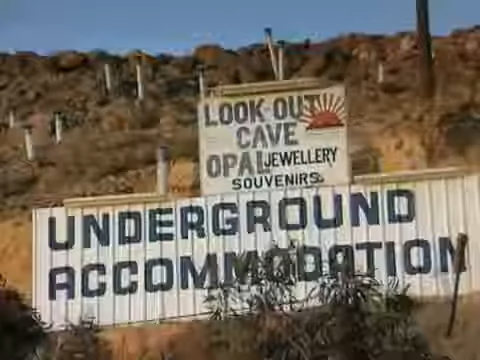 LOOK OUT
CAVE
OPAL JEWELLERY
SOUVENIRS.
UNDERGROUND
ACCOMMODATION